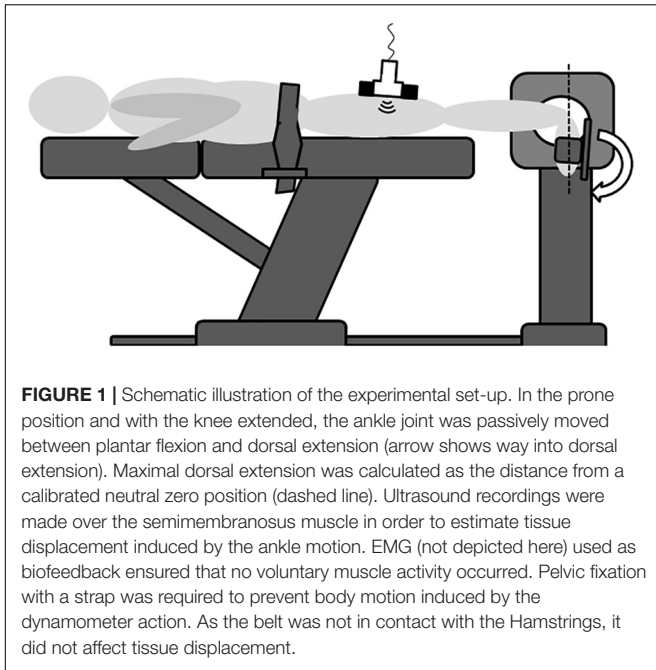 FIGURE 1 | Schematic illustration of the experimental set-up. In the prone
position and with the knee extended, the ankle joint was passively moved
between plantar flexion and dorsal extension (arrow shows way into dorsal
extension). Maximal dorsal extension was calculated as the distance from a
calibrated neutral zero position (dashed line). Ultrasound recordings were
made over the semimembranosus muscle in order to estimate tissue
displacement induced by the ankle motion. EMG (not depicted here) used as
biofeedback ensured that no voluntary muscle activity occurred. Pelvic fixation
with a strap was required to prevent body motion induced by the
dynamometer action. As the belt was not in contact with the Hamstrings, it
did not affect tissue displacement.